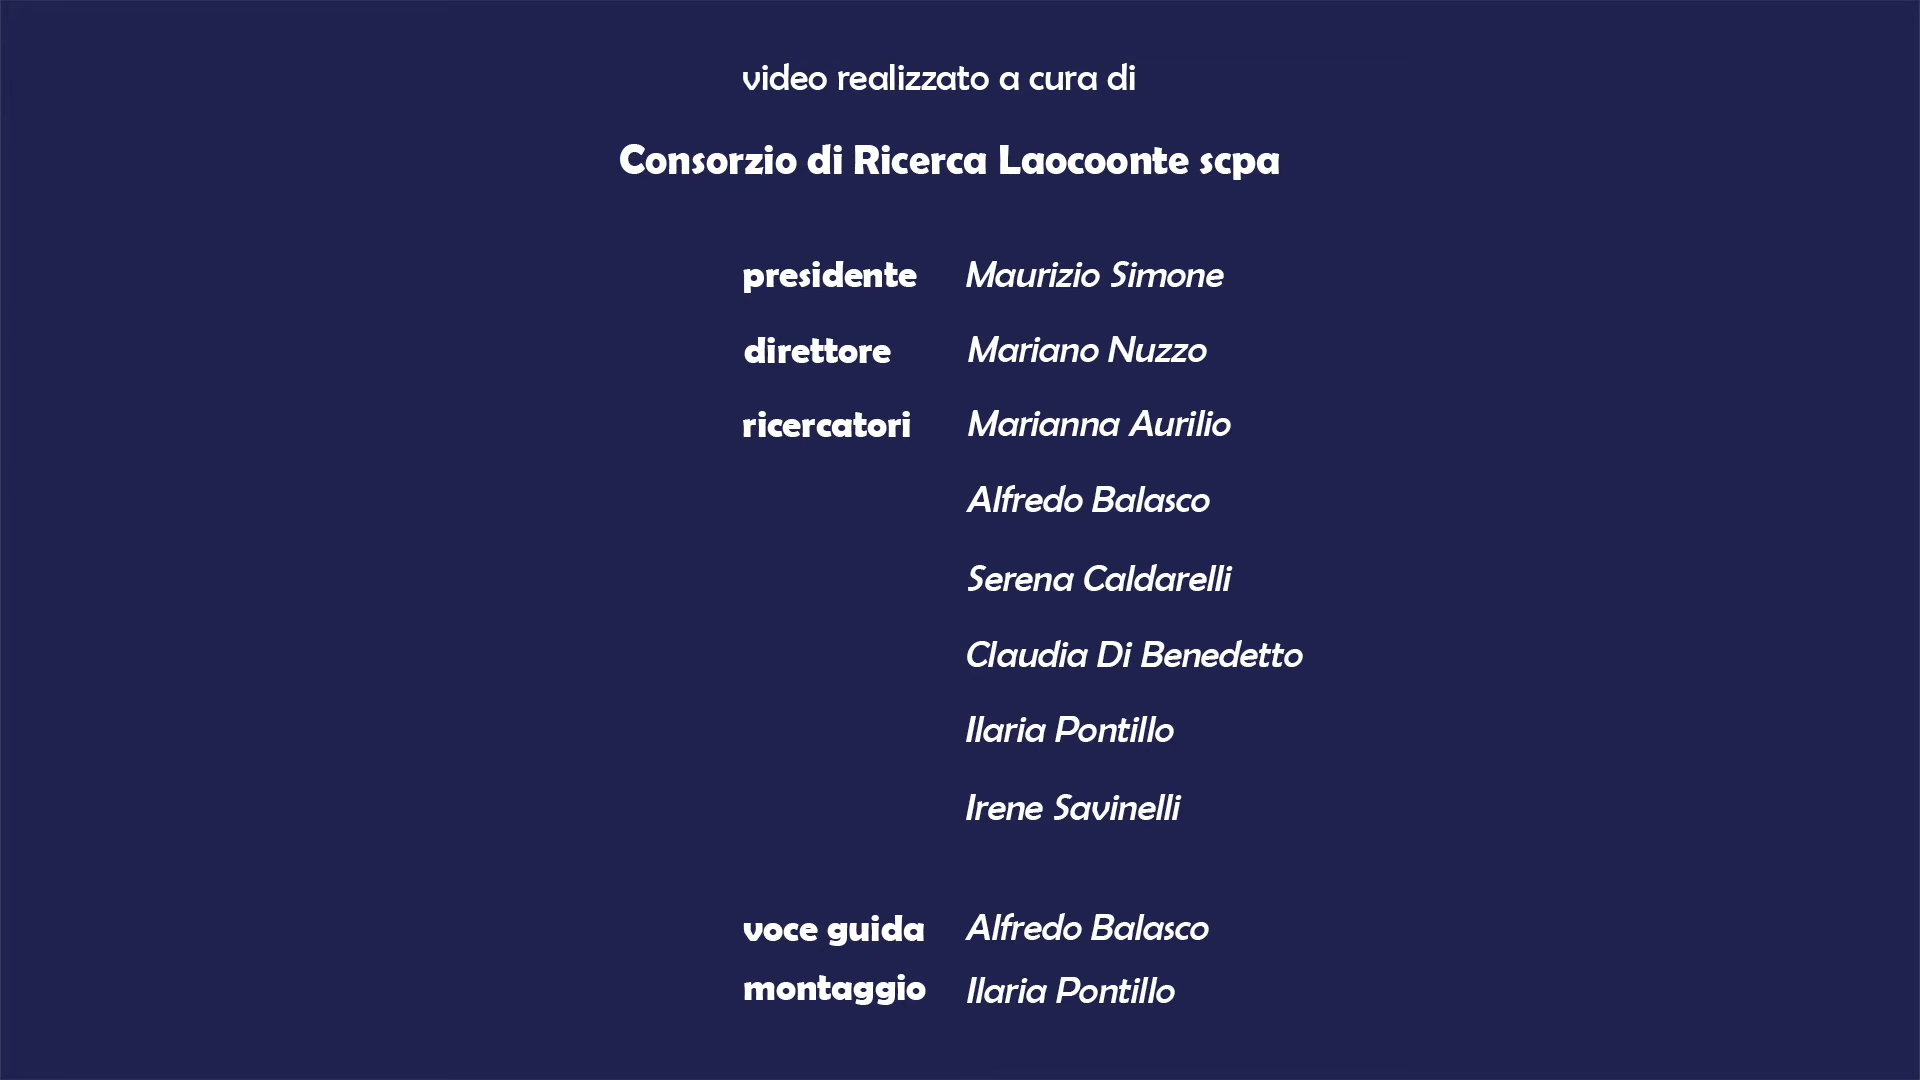 video realizzato a cura di
Consorzio di Ricerca Laocoonte scpa
presidente Maurizio Simone
direttore Mariano Nuzzo
ricercatori Marianna Aurilio
Alfredo Balasco
Serena Caldarelli
Claudia Di Benedetto
Ilaria Pontillo
Irene Savinelli
voce guida Alfredo Balasco
montaggio Ilaria Pontillo